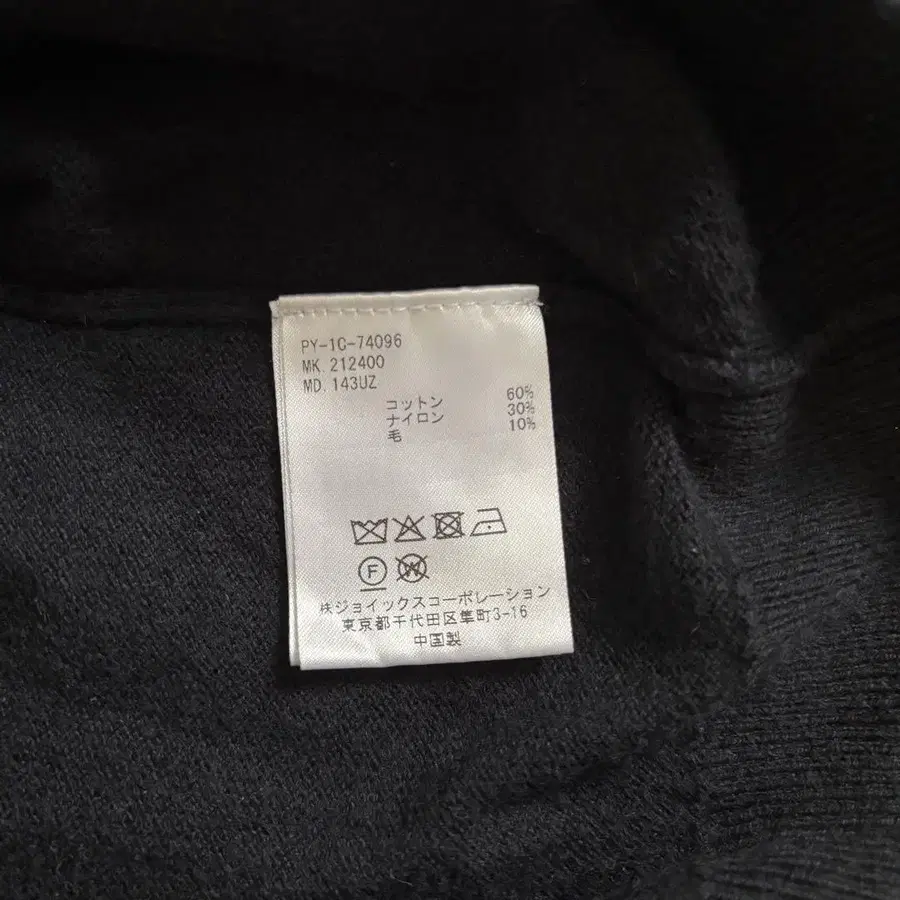 PY-1C-74096
MK. 212400
MD. 143UZ
コットン 60%
ナイロン 30%
毛 10%
F W
株ジョイックスコーポレーション
東京都千代田区隼町3-16
中国製